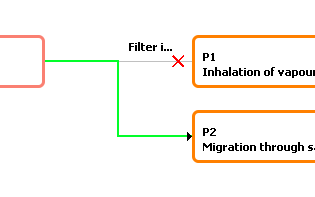 Filter i...
P1
Inhalation of vapour
P2
Migration through